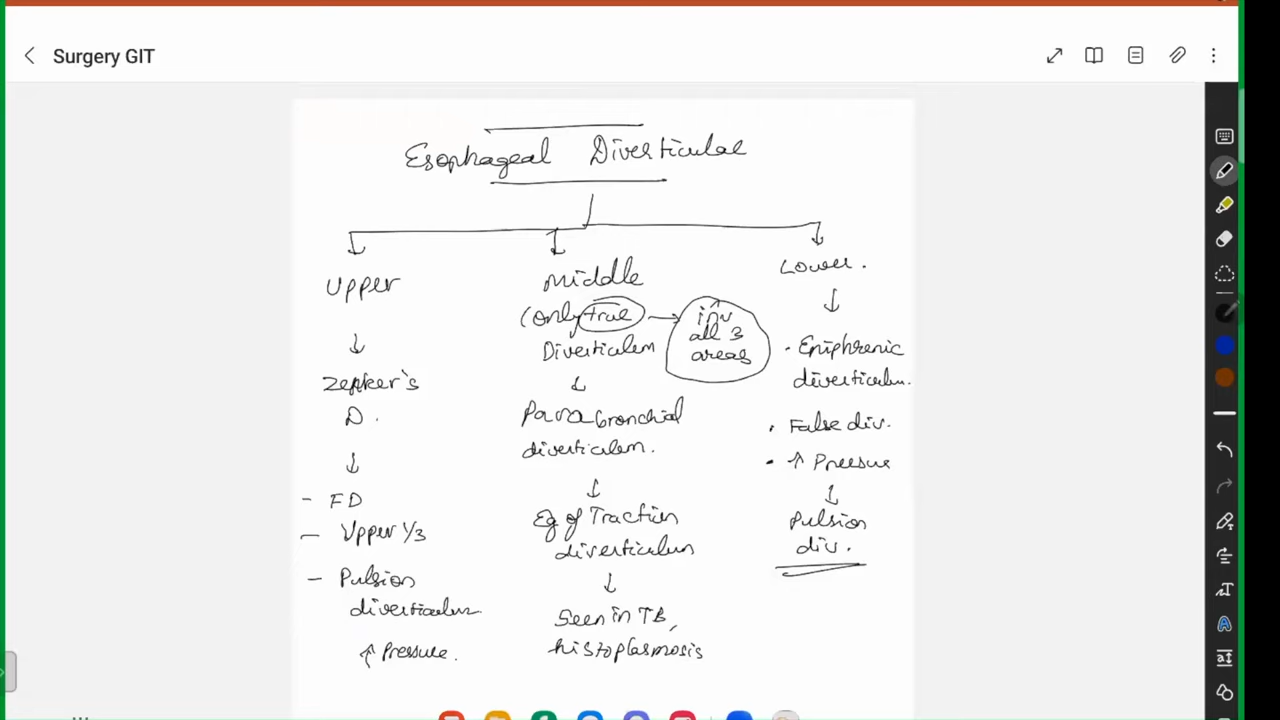 Surgery GIT
Esophageal Diverticulae
Upper
Zenker's
D.
- FD
- Upper 1/3
- Pulsion
diverticulum
↑ Pressure.
Middle
(only true
Diverticulum
inv
all 3
areas
Para bronchial
diverticulum.
Eg of Traction
diverticulum
Seen in TB,
histoplasmosis
Lower.
• Epiphrenic
diverticulum.
• False div.
• ↑ Pressure
Pulsion
div.